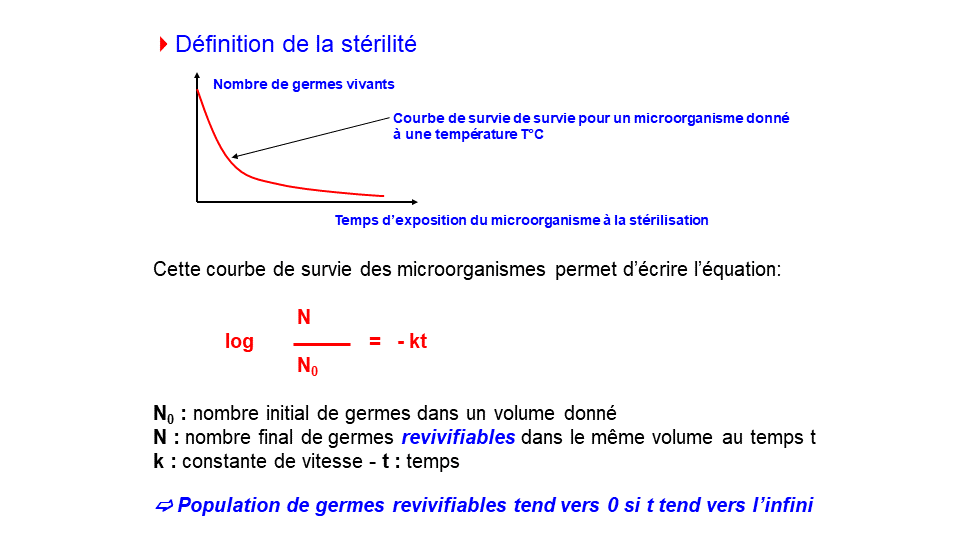 Définition de la stérilité
Nombre de germes vivants
Courbe de survie de survie pour un microorganisme donné
à une température T°C
Temps d'exposition du microorganisme à la stérilisation
Cette courbe de survie des microorganismes permet d'écrire l'équation:
N
log = - kt
N₀
N₀ : nombre initial de germes dans un volume donné
N : nombre final de germes revivifiables dans le même volume au temps t
k : constante de vitesse - t : temps
⇨ Population de germes revivifiables tend vers 0 si t tend vers l'infini